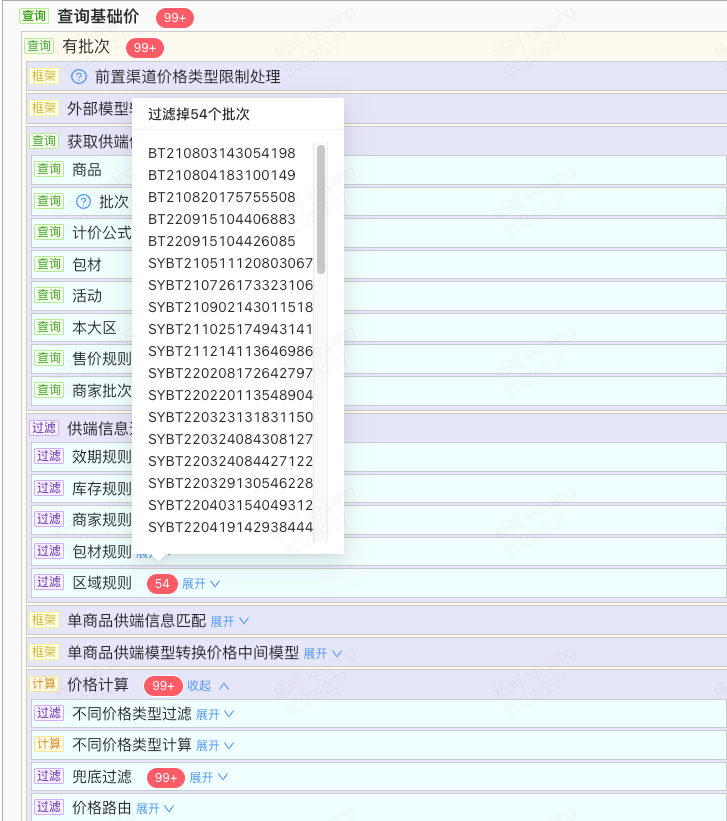 查询 查询基础价 99+
查询 有批次 99+
框架 ? 前置渠道价格类型限制处理
框架 外部模型
过滤掉54个批次
查询 获取供端
BT210803143054198
查询 商品
BT210804183100149
BT210820175755508
查询 ? 批次
BT220915104406883
查询 计价公式
BT220915104426085
查询 包材
SYBT210511120803067
SYBT210726173323106
查询 活动
SYBT210902143011518
查询 本大区
SYBT211025174943141
查询 售价规则
SYBT211214113646986
SYBT220208172642797
查询 商家批次
SYBT220220113548904
SYBT220323131831150
过滤 供端信息
SYBT220324084308127
过滤 效期规则
SYBT220324084427122
过滤 库存规则
SYBT220329130546228
SYBT220403154049312
过滤 商家规则
SYBT220419142938444
过滤 包材规则 展开
过滤 区域规则 54 展开
框架 单商品供端信息匹配 展开
框架 单商品供端模型转换价格中间模型 展开
计算 价格计算 99+ 收起
过滤 不同价格类型过滤 展开
计算 不同价格类型计算 展开
过滤 兜底过滤 99+ 展开
过滤 价格路由 展开